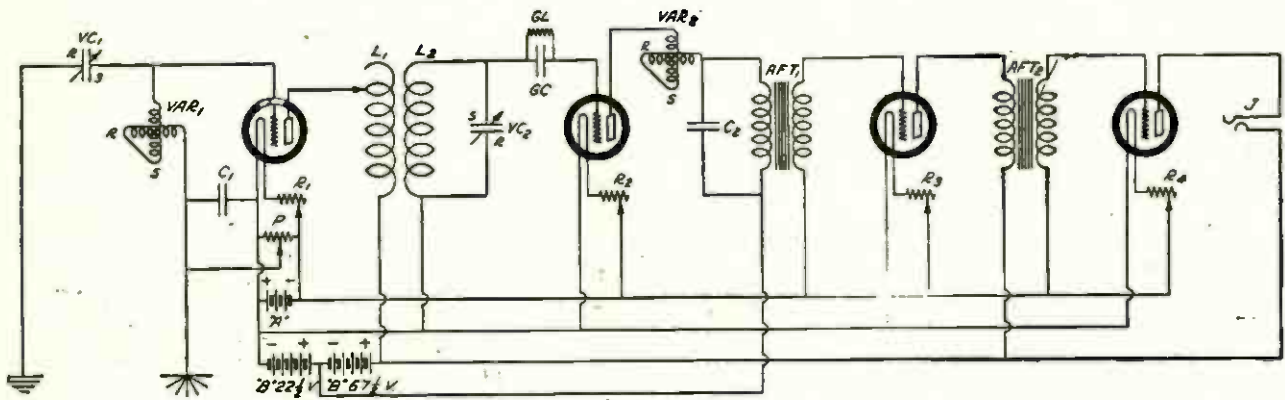 VC₁
R
S
VAR₁
R
S
C₁
R₁
P
+ -
"A"
- + - +
"B" 22½ V. "B" 67½ V.
L₁
L₂
S
VC₂
R
GL
GC
R₂
VAR₂
R
S
C₂
AFT₁
R₃
AFT₂
R₄
J